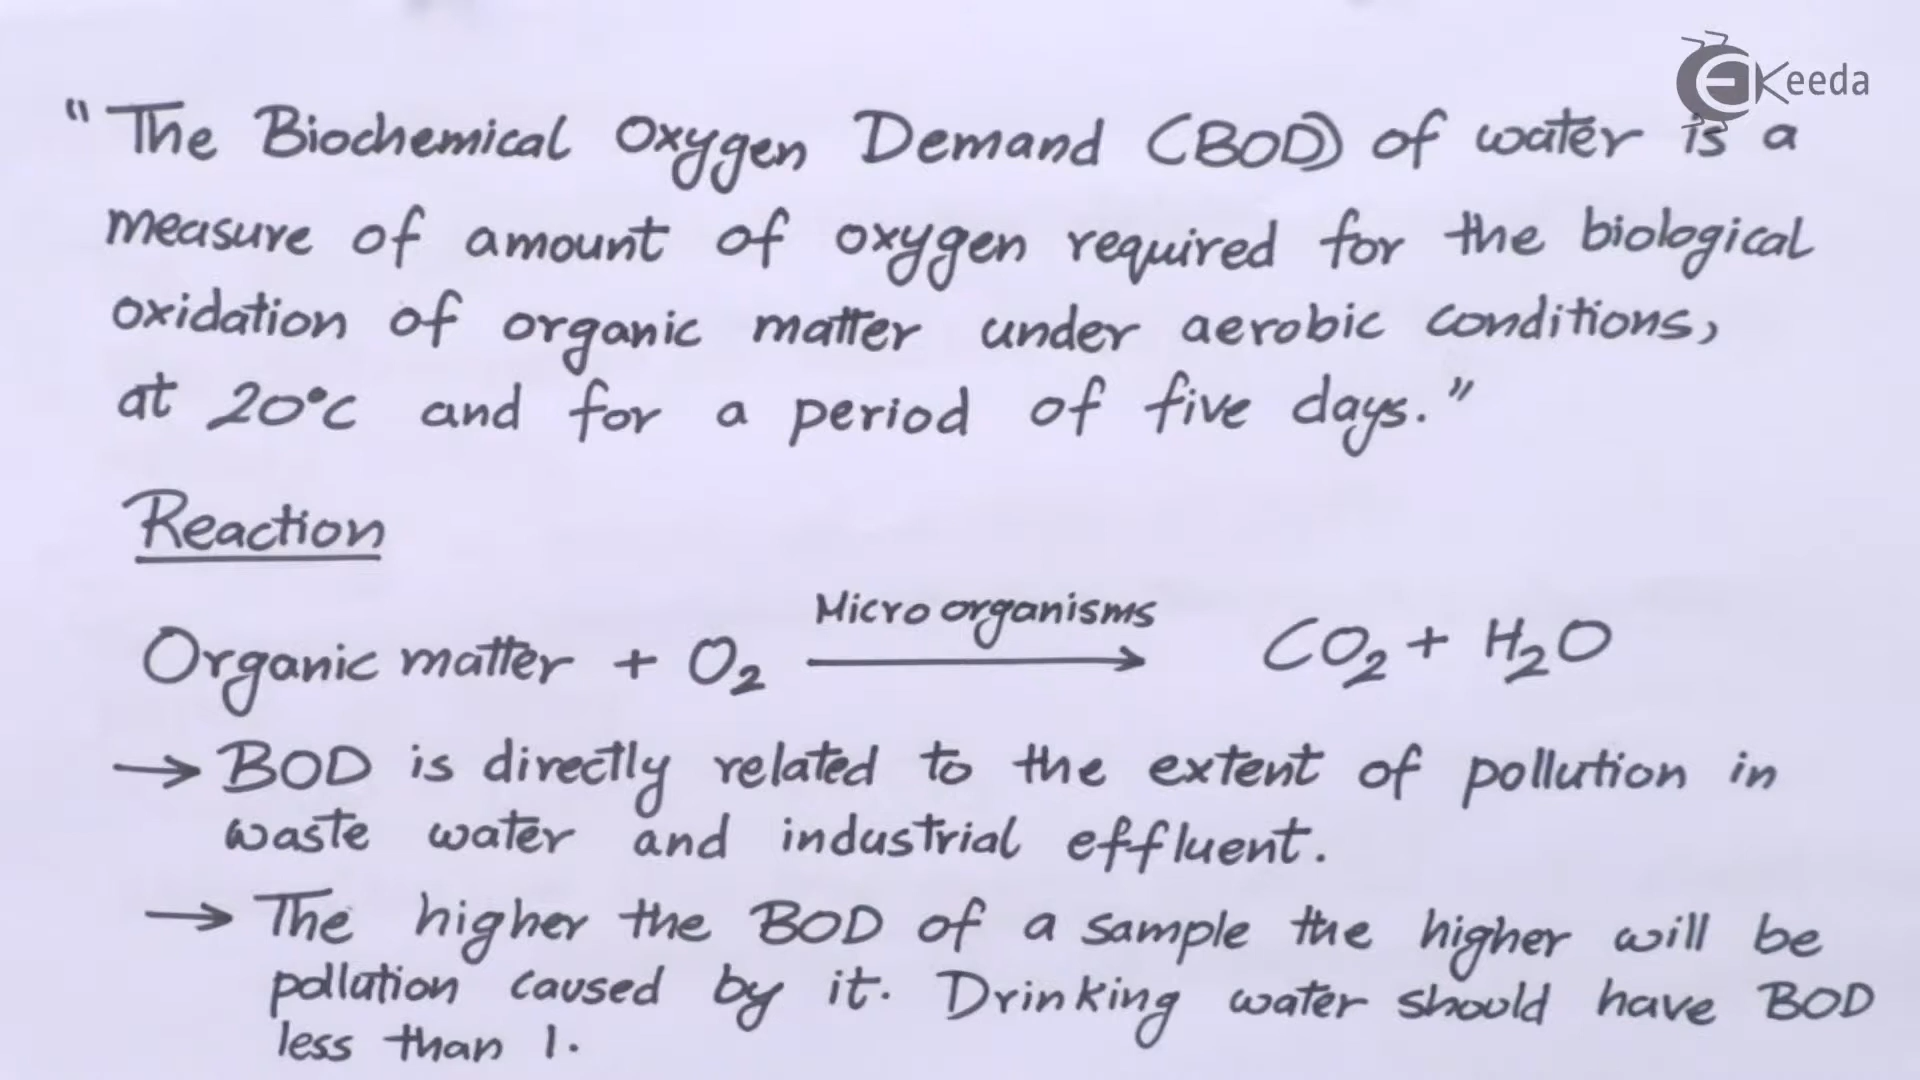 EKeeda
"The Biochemical Oxygen Demand (BOD) of water is a
measure of amount of oxygen required for the biological
oxidation of organic matter under aerobic conditions,
at 20°C and for a period of five days."
Reaction
Micro organisms
Organic matter + O₂ ⟶ CO₂ + H₂O
→ BOD is directly related to the extent of pollution in
waste water and industrial effluent.
→ The higher the BOD of a sample the higher will be
pollution caused by it. Drinking water should have BOD
less than 1.